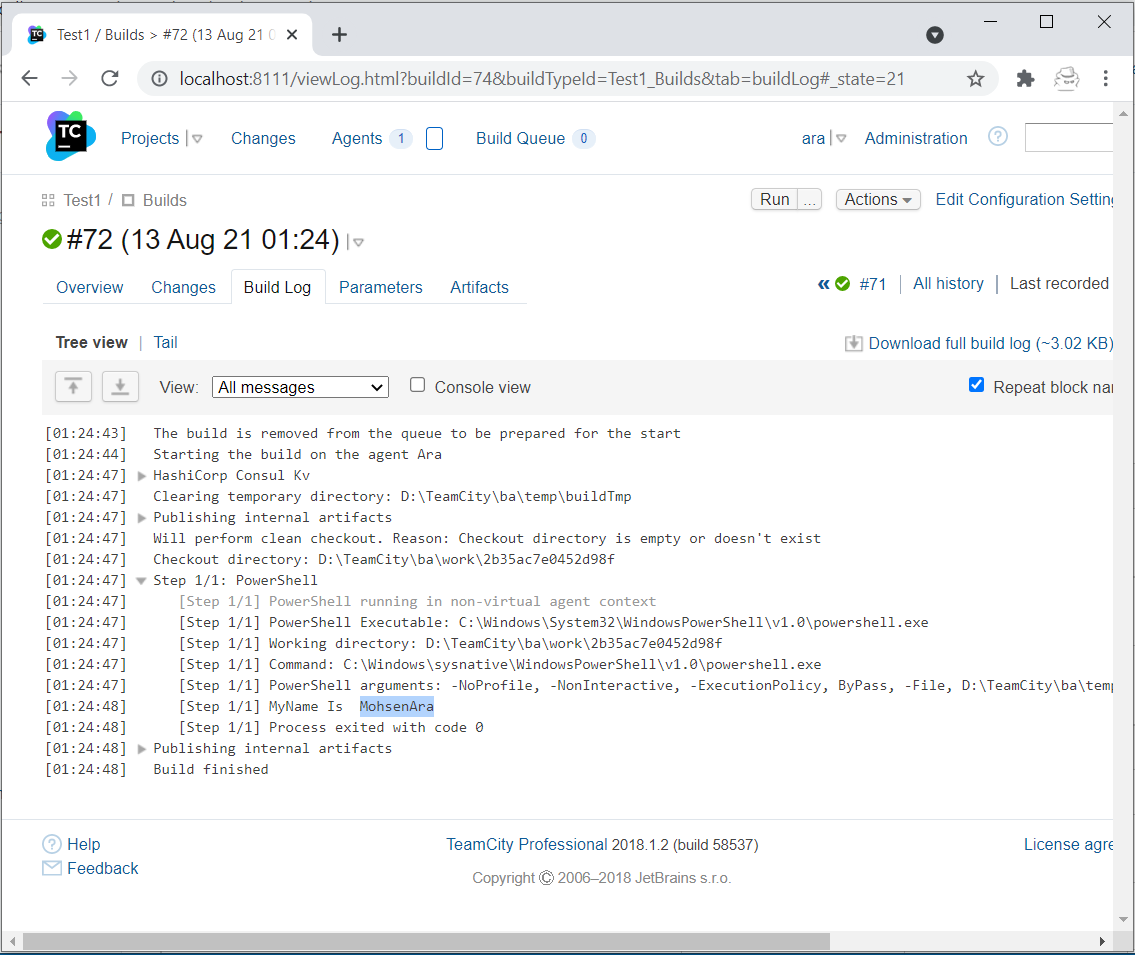 Test1 / Builds > #72 (13 Aug 21 0
localhost:8111/viewLog.html?buildId=74&buildTypeId=Test1_Builds&tab=buildLog#_state=21
TC Projects Changes Agents 1 Build Queue 0 ara Administration ?
Test1 / Builds Run ... Actions Edit Configuration Setting
#72 (13 Aug 21 01:24)
Overview Changes Build Log Parameters Artifacts « #71 All history Last recorded
Tree view | Tail Download full build log (~3.02 KB)
View: All messages Console view Repeat block nar
[01:24:43] The build is removed from the queue to be prepared for the start
[01:24:44] Starting the build on the agent Ara
[01:24:47] HashiCorp Consul Kv
[01:24:47] Clearing temporary directory: D:\TeamCity\ba\temp\buildTmp
[01:24:47] Publishing internal artifacts
[01:24:47] Will perform clean checkout. Reason: Checkout directory is empty or doesn't exist
[01:24:47] Checkout directory: D:\TeamCity\ba\work\2b35ac7e0452d98f
[01:24:47] Step 1/1: PowerShell
[01:24:47] [Step 1/1] PowerShell running in non-virtual agent context
[01:24:47] [Step 1/1] PowerShell Executable: C:\Windows\System32\WindowsPowerShell\v1.0\powershell.exe
[01:24:47] [Step 1/1] Working directory: D:\TeamCity\ba\work\2b35ac7e0452d98f
[01:24:47] [Step 1/1] Command: C:\Windows\sysnative\WindowsPowerShell\v1.0\powershell.exe
[01:24:47] [Step 1/1] PowerShell arguments: -NoProfile, -NonInteractive, -ExecutionPolicy, ByPass, -File, D:\TeamCity\ba\temp
[01:24:48] [Step 1/1] MyName Is  MohsenAra
[01:24:48] [Step 1/1] Process exited with code 0
[01:24:48] Publishing internal artifacts
[01:24:48] Build finished
? Help TeamCity Professional 2018.1.2 (build 58537) License agre
Feedback
Copyright © 2006–2018 JetBrains s.r.o.